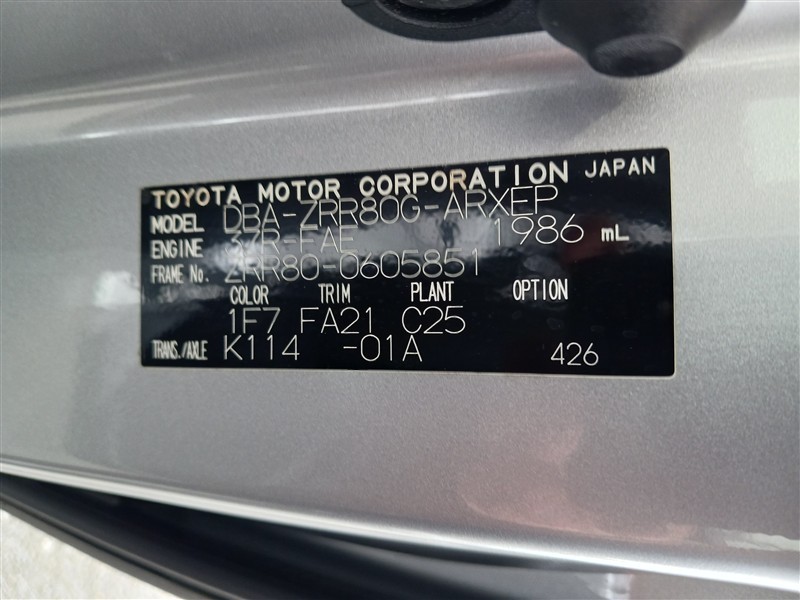 TOYOTA MOTOR CORPORATION JAPAN
MODEL DBA-ZRR80G-ARXEP
ENGINE 3ZR-FAE 1986 mL
FRAME No. ZRR80-0605851
COLOR TRIM PLANT OPTION
1F7 FA21 C25
TRANS./AXLE K114 -01A 426